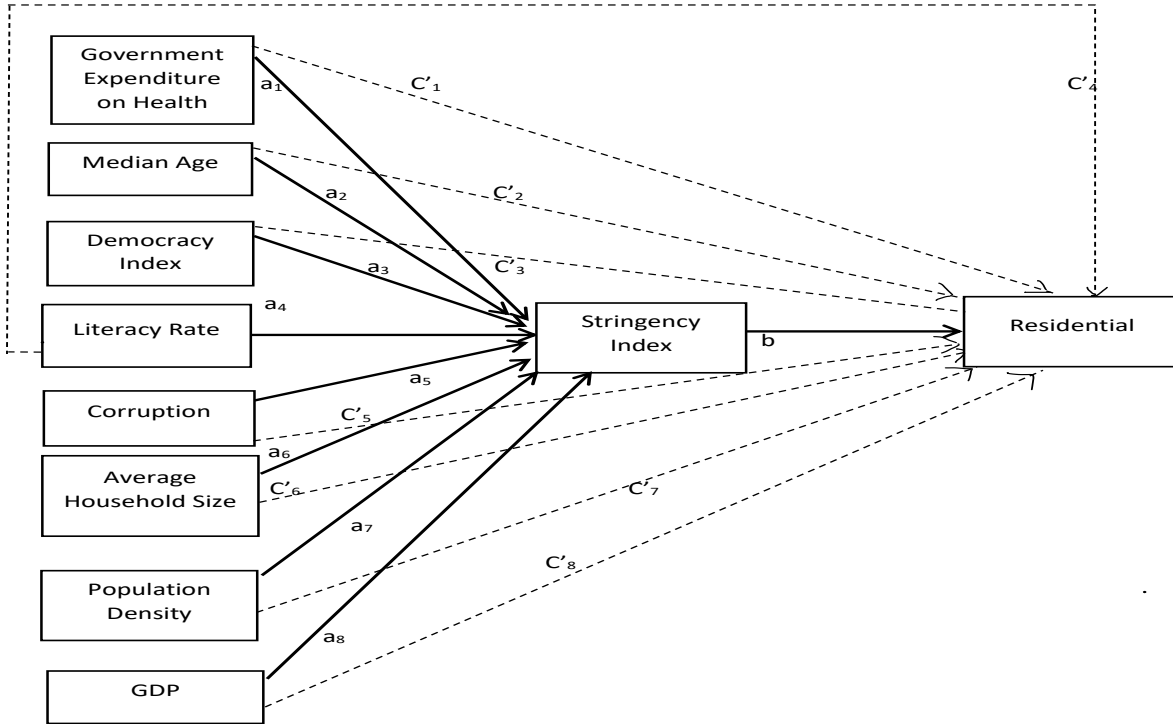 Government
Expenditure
on Health
a₁
C'₁
C'₄
Median Age
a₂
C'₂
Democracy
Index
a₃
C'₃
Literacy Rate
a₄
Stringency
Index
b
Residential
Corruption
a₅
C'₅
Average
Household Size
a₆
C'₆
Population
Density
a₇
C'₇
GDP
a₈
C'₈
.